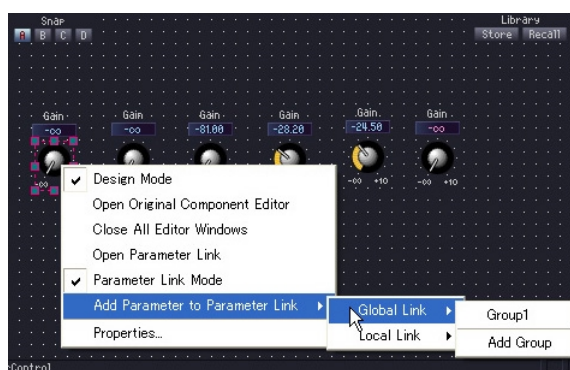 Snap Library
A B C D Store Recall
Gain Gain Gain Gain Gain Gain
-∞ -∞ -81.00 -28.20 -24.50 -∞
-∞ -∞ +10 -∞ +10
✓ Design Mode
Open Original Component Editor
Close All Editor Windows
Open Parameter Link
✓ Parameter Link Mode
Add Parameter to Parameter Link Global Link Group1
Local Link Add Group
Properties...
Control